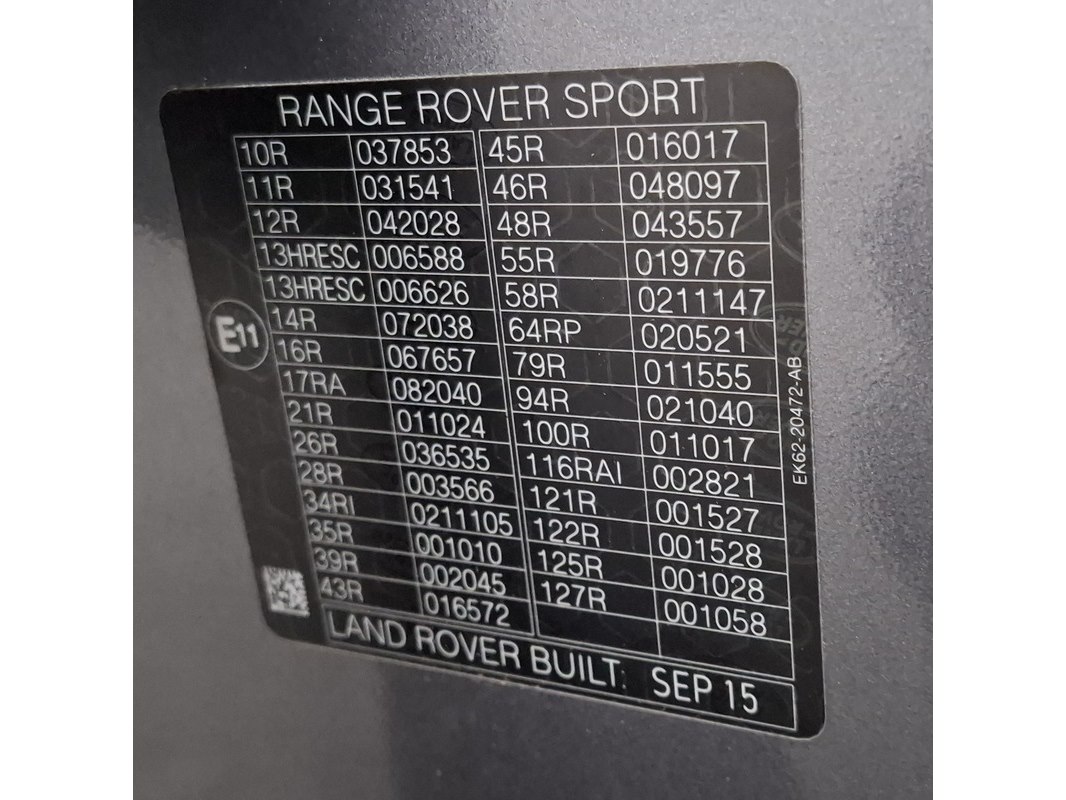 RANGE ROVER SPORT
10R 037853 45R 016017
11R 031541 46R 048097
12R 042028 48R 043557
13HRESC 006588 55R 019776
13HRESC 006626 58R 0211147
14R 072038 64RP 020521
16R 067657 79R 011555
17RA 082040 94R 021040
21R 011024 100R 011017
26R 036535 116RAI 002821
28R 003566 121R 001527
34RI 0211105 122R 001528
35R 001010 125R 001028
39R 002045 127R 001058
43R 016572
LAND ROVER BUILT: SEP 15
E11
EK62-20472-AB